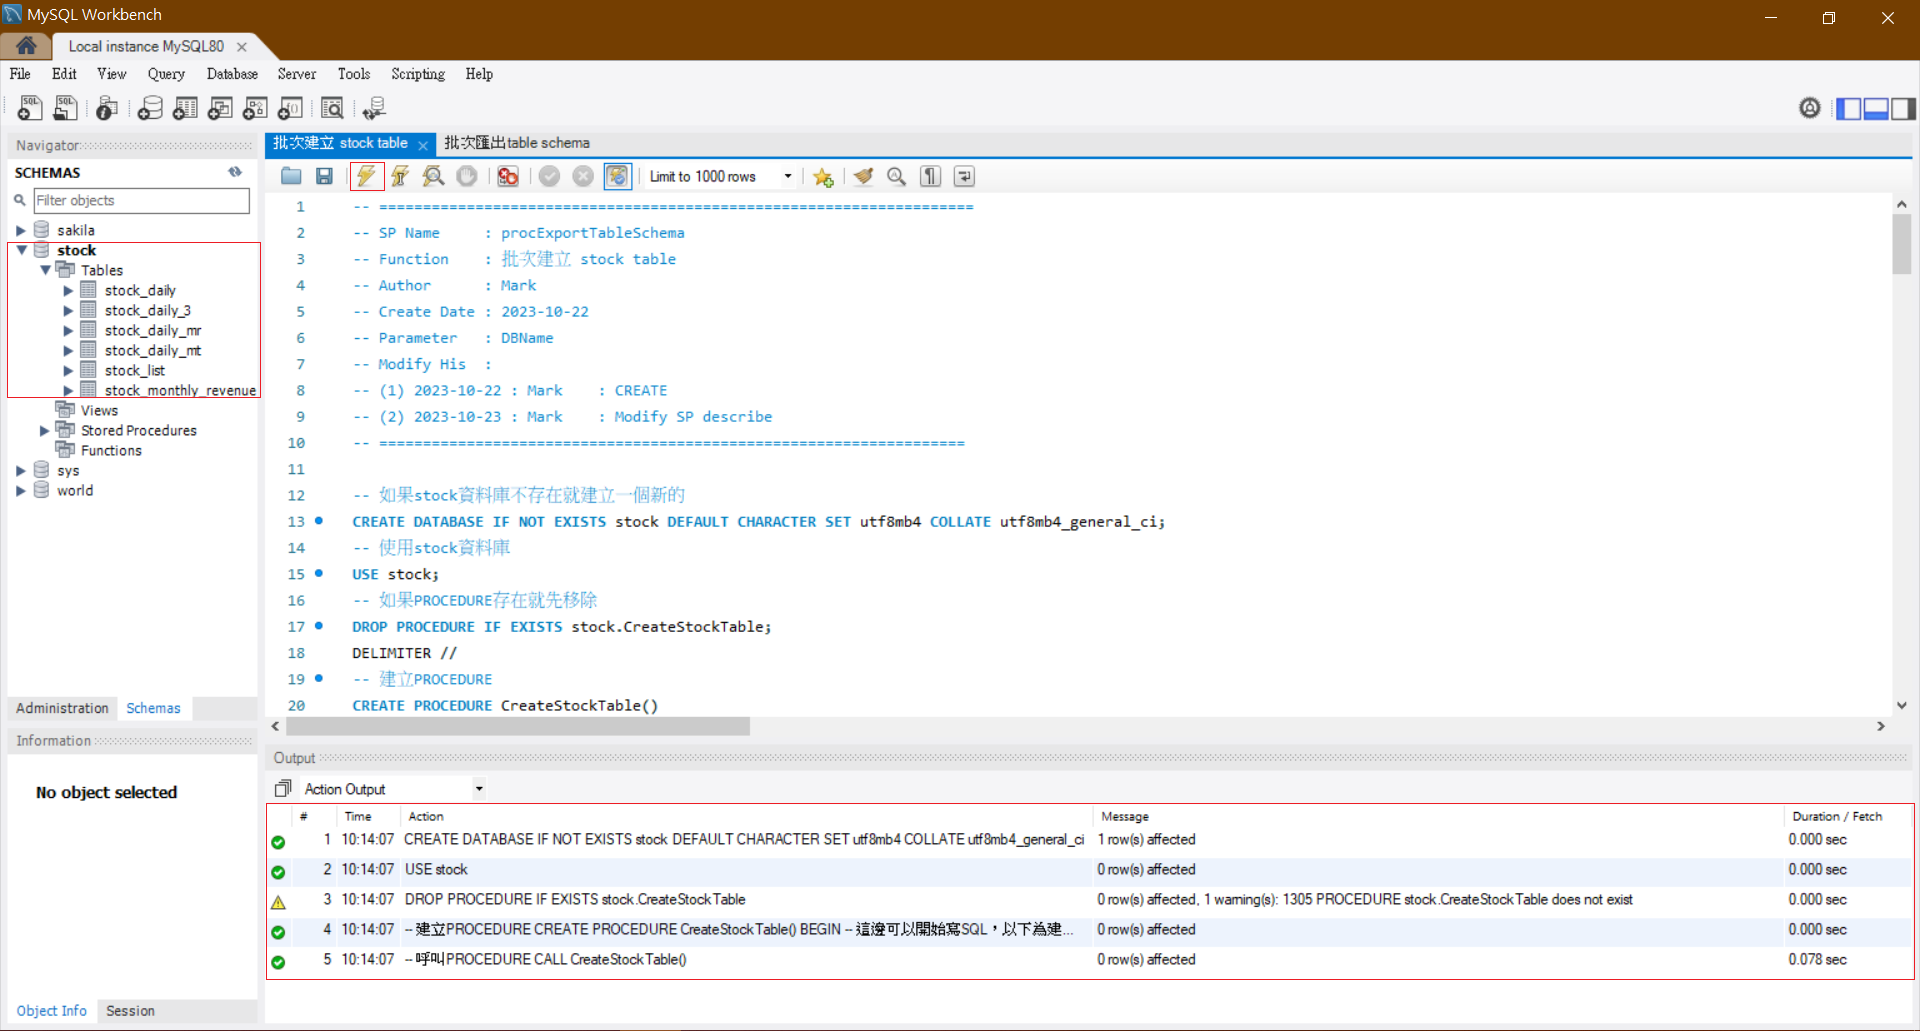 MySQL Workbench
Local instance MySQL80
File Edit View Query Database Server Tools Scripting Help
Navigator
SCHEMAS
Filter objects
sakila
stock
Tables
stock_daily
stock_daily_3
stock_daily_mr
stock_daily_mt
stock_list
stock_monthly_revenue
Views
Stored Procedures
Functions
sys
world
Administration Schemas
Information
No object selected
Object Info Session
批次建立 stock table 批次匯出table schema
Limit to 1000 rows
1 -- ====================================================================
2 -- SP Name     : procExportTableSchema
3 -- Function    : 批次建立 stock table
4 -- Author      : Mark
5 -- Create Date : 2023-10-22
6 -- Parameter   : DBName
7 -- Modify His  :
8 -- (1) 2023-10-22 : Mark    : CREATE
9 -- (2) 2023-10-23 : Mark    : Modify SP describe
10 -- ===================================================================
11
12 -- 如果stock資料庫不存在就建立一個新的
13 CREATE DATABASE IF NOT EXISTS stock DEFAULT CHARACTER SET utf8mb4 COLLATE utf8mb4_general_ci;
14 -- 使用stock資料庫
15 USE stock;
16 -- 如果PROCEDURE存在就先移除
17 DROP PROCEDURE IF EXISTS stock.CreateStockTable;
18 DELIMITER //
19 -- 建立PROCEDURE
20 CREATE PROCEDURE CreateStockTable()
Output
Action Output
# Time Action Message Duration / Fetch
1 10:14:07 CREATE DATABASE IF NOT EXISTS stock DEFAULT CHARACTER SET utf8mb4 COLLATE utf8mb4_general_ci 1 row(s) affected 0.000 sec
2 10:14:07 USE stock 0 row(s) affected 0.000 sec
3 10:14:07 DROP PROCEDURE IF EXISTS stock.CreateStockTable 0 row(s) affected, 1 warning(s): 1305 PROCEDURE stock.CreateStockTable does not exist 0.000 sec
4 10:14:07 -- 建立PROCEDURE CREATE PROCEDURE CreateStockTable() BEGIN -- 這邊可以開始寫SQL，以下為建... 0 row(s) affected 0.000 sec
5 10:14:07 -- 呼叫PROCEDURE CALL CreateStockTable() 0 row(s) affected 0.078 sec